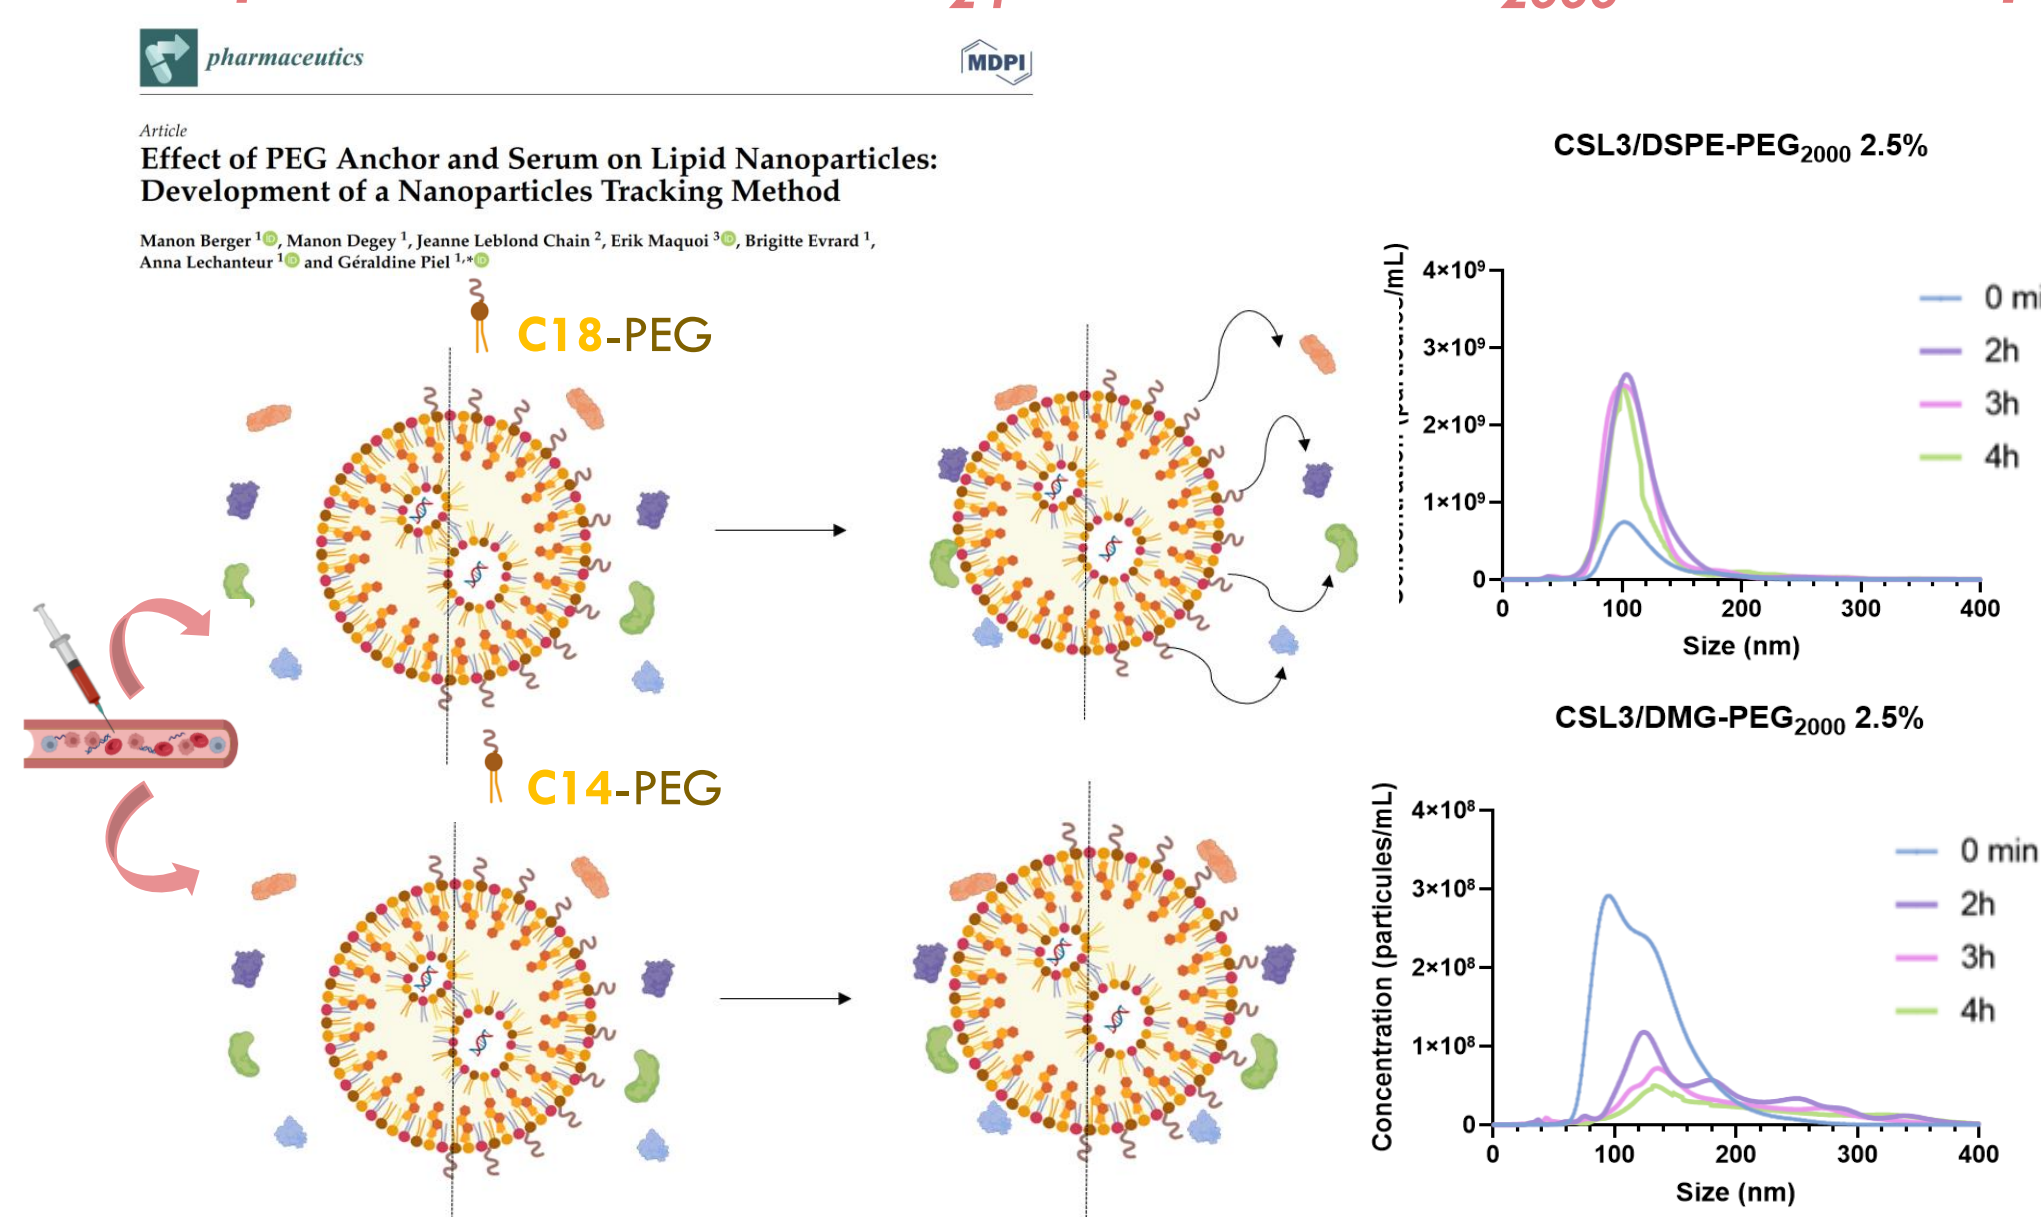 pharmaceutics
MDPI
Article
Effect of PEG Anchor and Serum on Lipid Nanoparticles:
Development of a Nanoparticles Tracking Method
Manon Berger 1, Manon Degey 1, Jeanne Leblond Chain 2, Erik Maquoi 3, Brigitte Evrard 1,
Anna Lechanteur 1 and Géraldine Piel 1,*
C18-PEG
C14-PEG
CSL3/DSPE-PEG2000 2.5%
4×10⁹
3×10⁹
2×10⁹
1×10⁹
0
0 100 200 300 400
Size (nm)
0 mi
2h
3h
4h
CSL3/DMG-PEG2000 2.5%
Concentration (particules/mL)
4×10⁸
3×10⁸
2×10⁸
1×10⁸
0
0 100 200 300 400
Size (nm)
0 min
2h
3h
4h